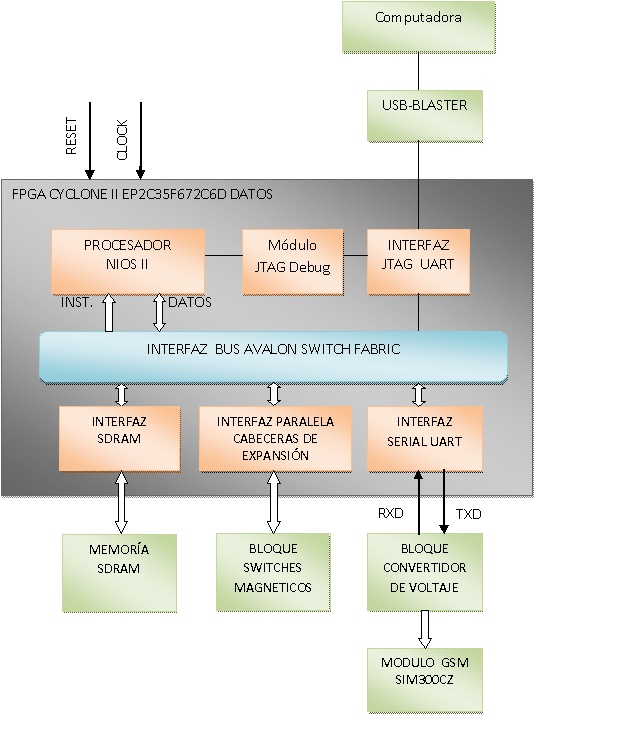 Computadora
USB-BLASTER
RESET
CLOCK
FPGA CYCLONE II EP2C35F672C6D DATOS
PROCESADOR
NIOS II
Módulo
JTAG Debug
INTERFAZ
JTAG UART
INST.
DATOS
INTERFAZ BUS AVALON SWITCH FABRIC
INTERFAZ
SDRAM
INTERFAZ PARALELA
CABECERAS DE
EXPANSIÓN
INTERFAZ
SERIAL UART
RXD
TXD
MEMORÍA
SDRAM
BLOQUE
SWITCHES
MAGNETICOS
BLOQUE
CONVERTIDOR
DE VOLTAJE
MODULO GSM
SIM300CZ